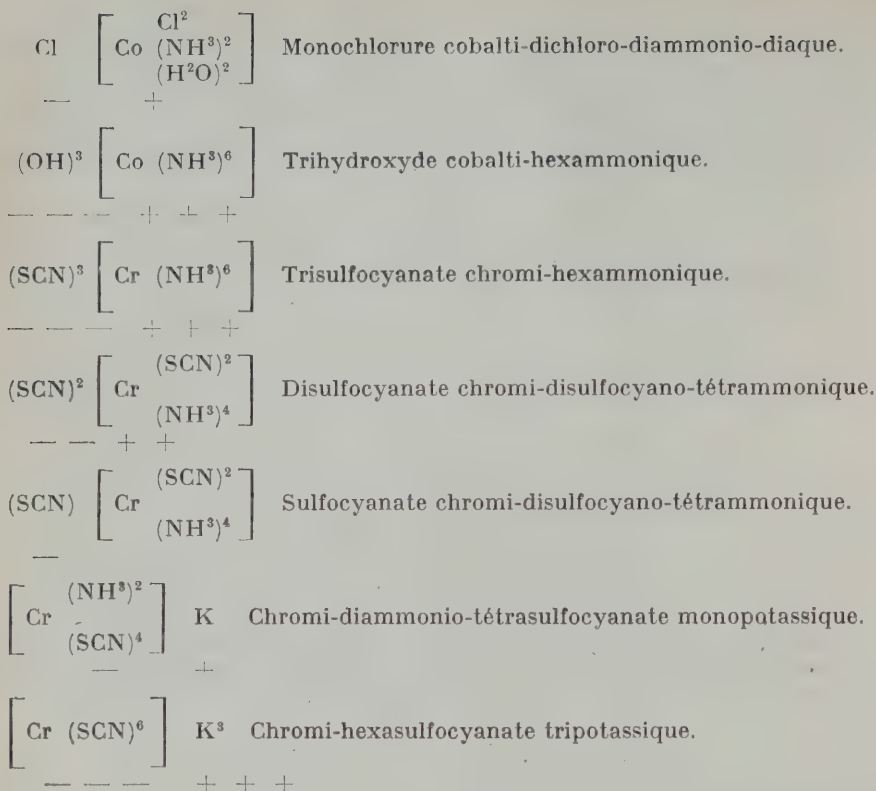 Cl²
Cl [ Co (NH³)² ] Monochlorure cobalti-dichloro-diammonio-diaque.
(H²O)²
— +
(OH)³ [ Co (NH³)⁶ ] Trihydroxyde cobalti-hexammonique.
— — — + + +
(SCN)³ [ Cr (NH³)⁶ ] Trisulfocyanate chromi-hexammonique.
— — — + + +
(SCN)²
(SCN)² [ Cr ] Disulfocyanate chromi-disulfocyano-tétrammonique.
(NH³)⁴
— — + +
(SCN)²
(SCN) [ Cr ] Sulfocyanate chromi-disulfocyano-tétrammonique.
(NH³)⁴
—
(NH³)²
[ Cr ] K Chromi-diammonio-tétrasulfocyanate monopotassique.
(SCN)⁴
— +
[ Cr (SCN)⁶ ] K³ Chromi-hexasulfocyanate tripotassique.
— — — + + +